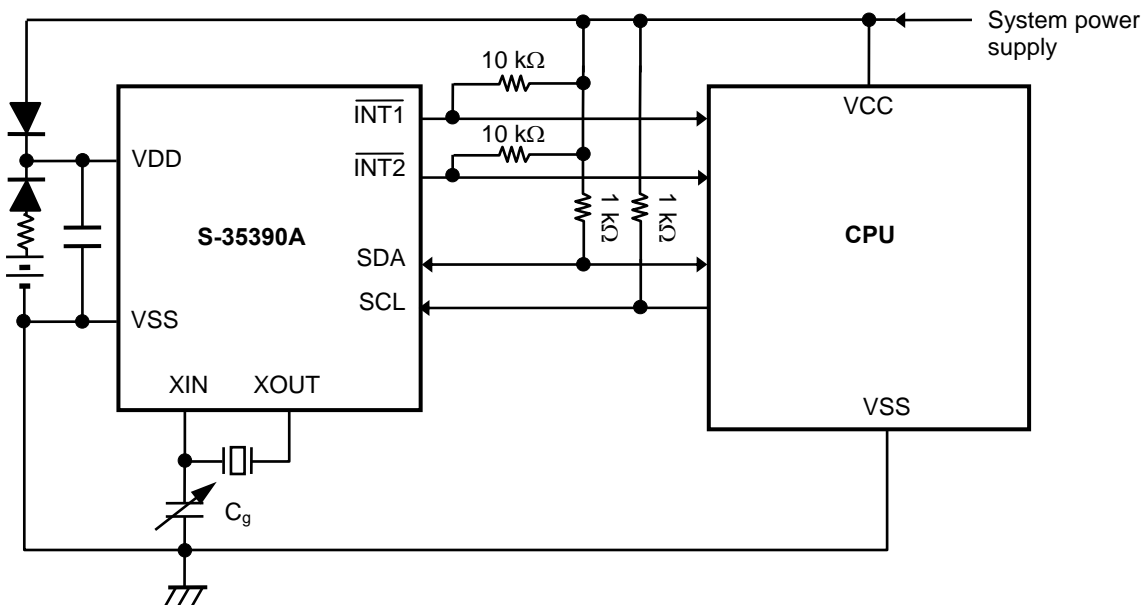 System power
supply
10 kΩ
INT1
VCC
10 kΩ
VDD
INT2
1 kΩ
1 kΩ
S-35390A
CPU
SDA
SCL
VSS
XIN
XOUT
VSS
Cg